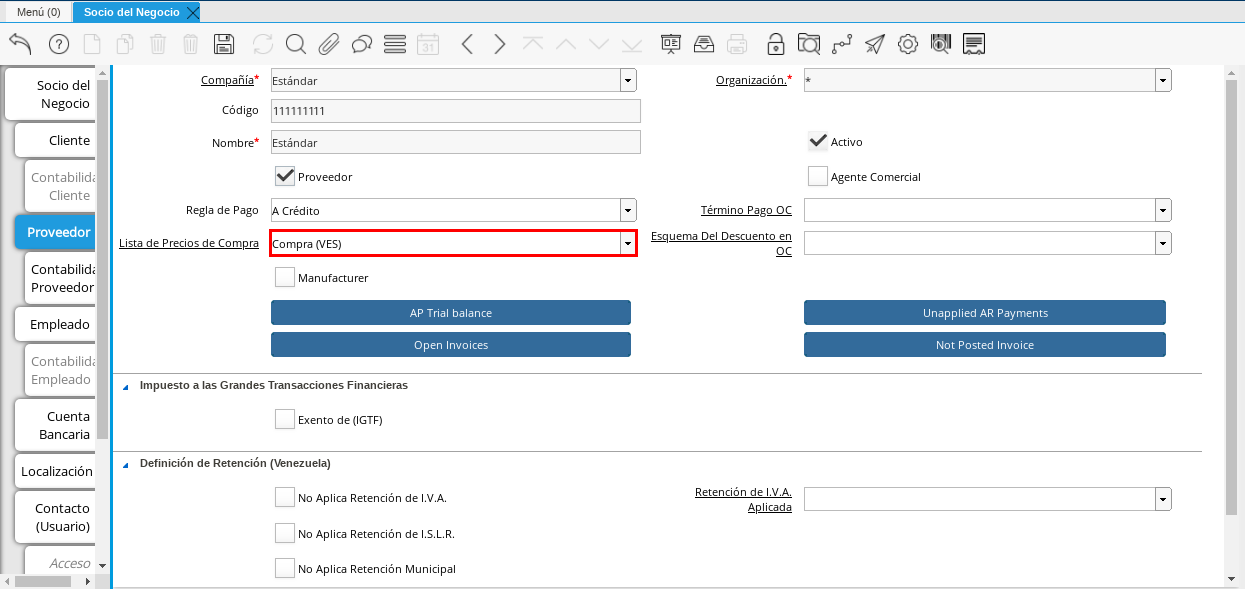 Menú (0)
Socio del Negocio
31
Socio del
Negocio
Cliente
Contabilida
Cliente
Proveedor
Contabilida
Proveedor
Empleado
Contabilida
Empleado
Cuenta
Bancaria
Localización
Contacto
(Usuario)
Acceso
Compañía*
Estándar
Organización.*
*
Código
111111111
Nombre*
Estándar
Activo
Proveedor
Agente Comercial
Regla de Pago
A Crédito
Término Pago OC
Lista de Precios de Compra
Compra (VES)
Esquema Del Descuento en
OC
Manufacturer
AP Trial balance
Unapplied AR Payments
Open Invoices
Not Posted Invoice
Impuesto a las Grandes Transacciones Financieras
Exento de (IGTF)
Definición de Retención (Venezuela)
No Aplica Retención de I.V.A.
Retención de I.V.A.
Aplicada
No Aplica Retención de I.S.L.R.
No Aplica Retención Municipal